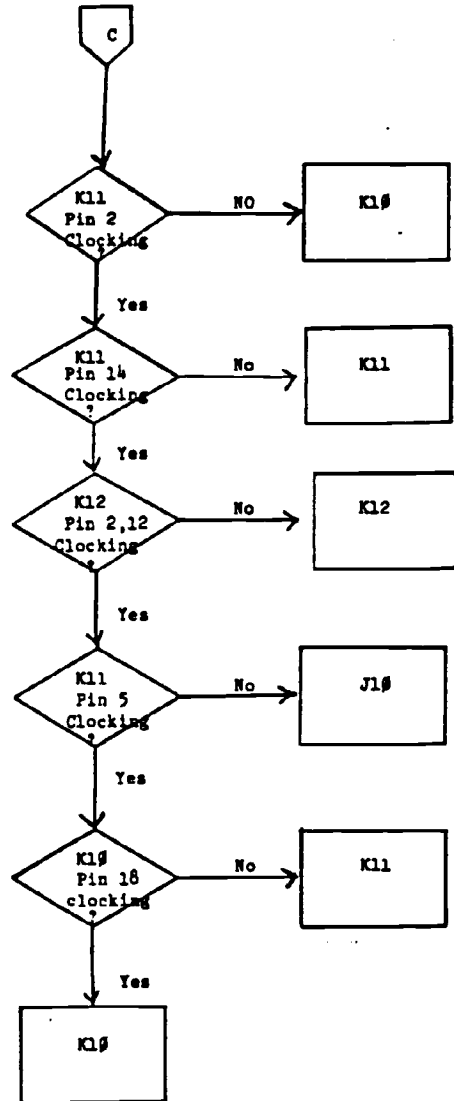 C
K11
Pin 2
Clocking
?
NO
K1Ø
Yes
K11
Pin 14
Clocking
?
No
K11
Yes
K12
Pin 2,12
Clocking
?
No
K12
Yes
K11
Pin 5
Clocking
?
No
J1Ø
Yes
K1Ø
Pin 18
clocking
?
No
K11
Yes
K1Ø